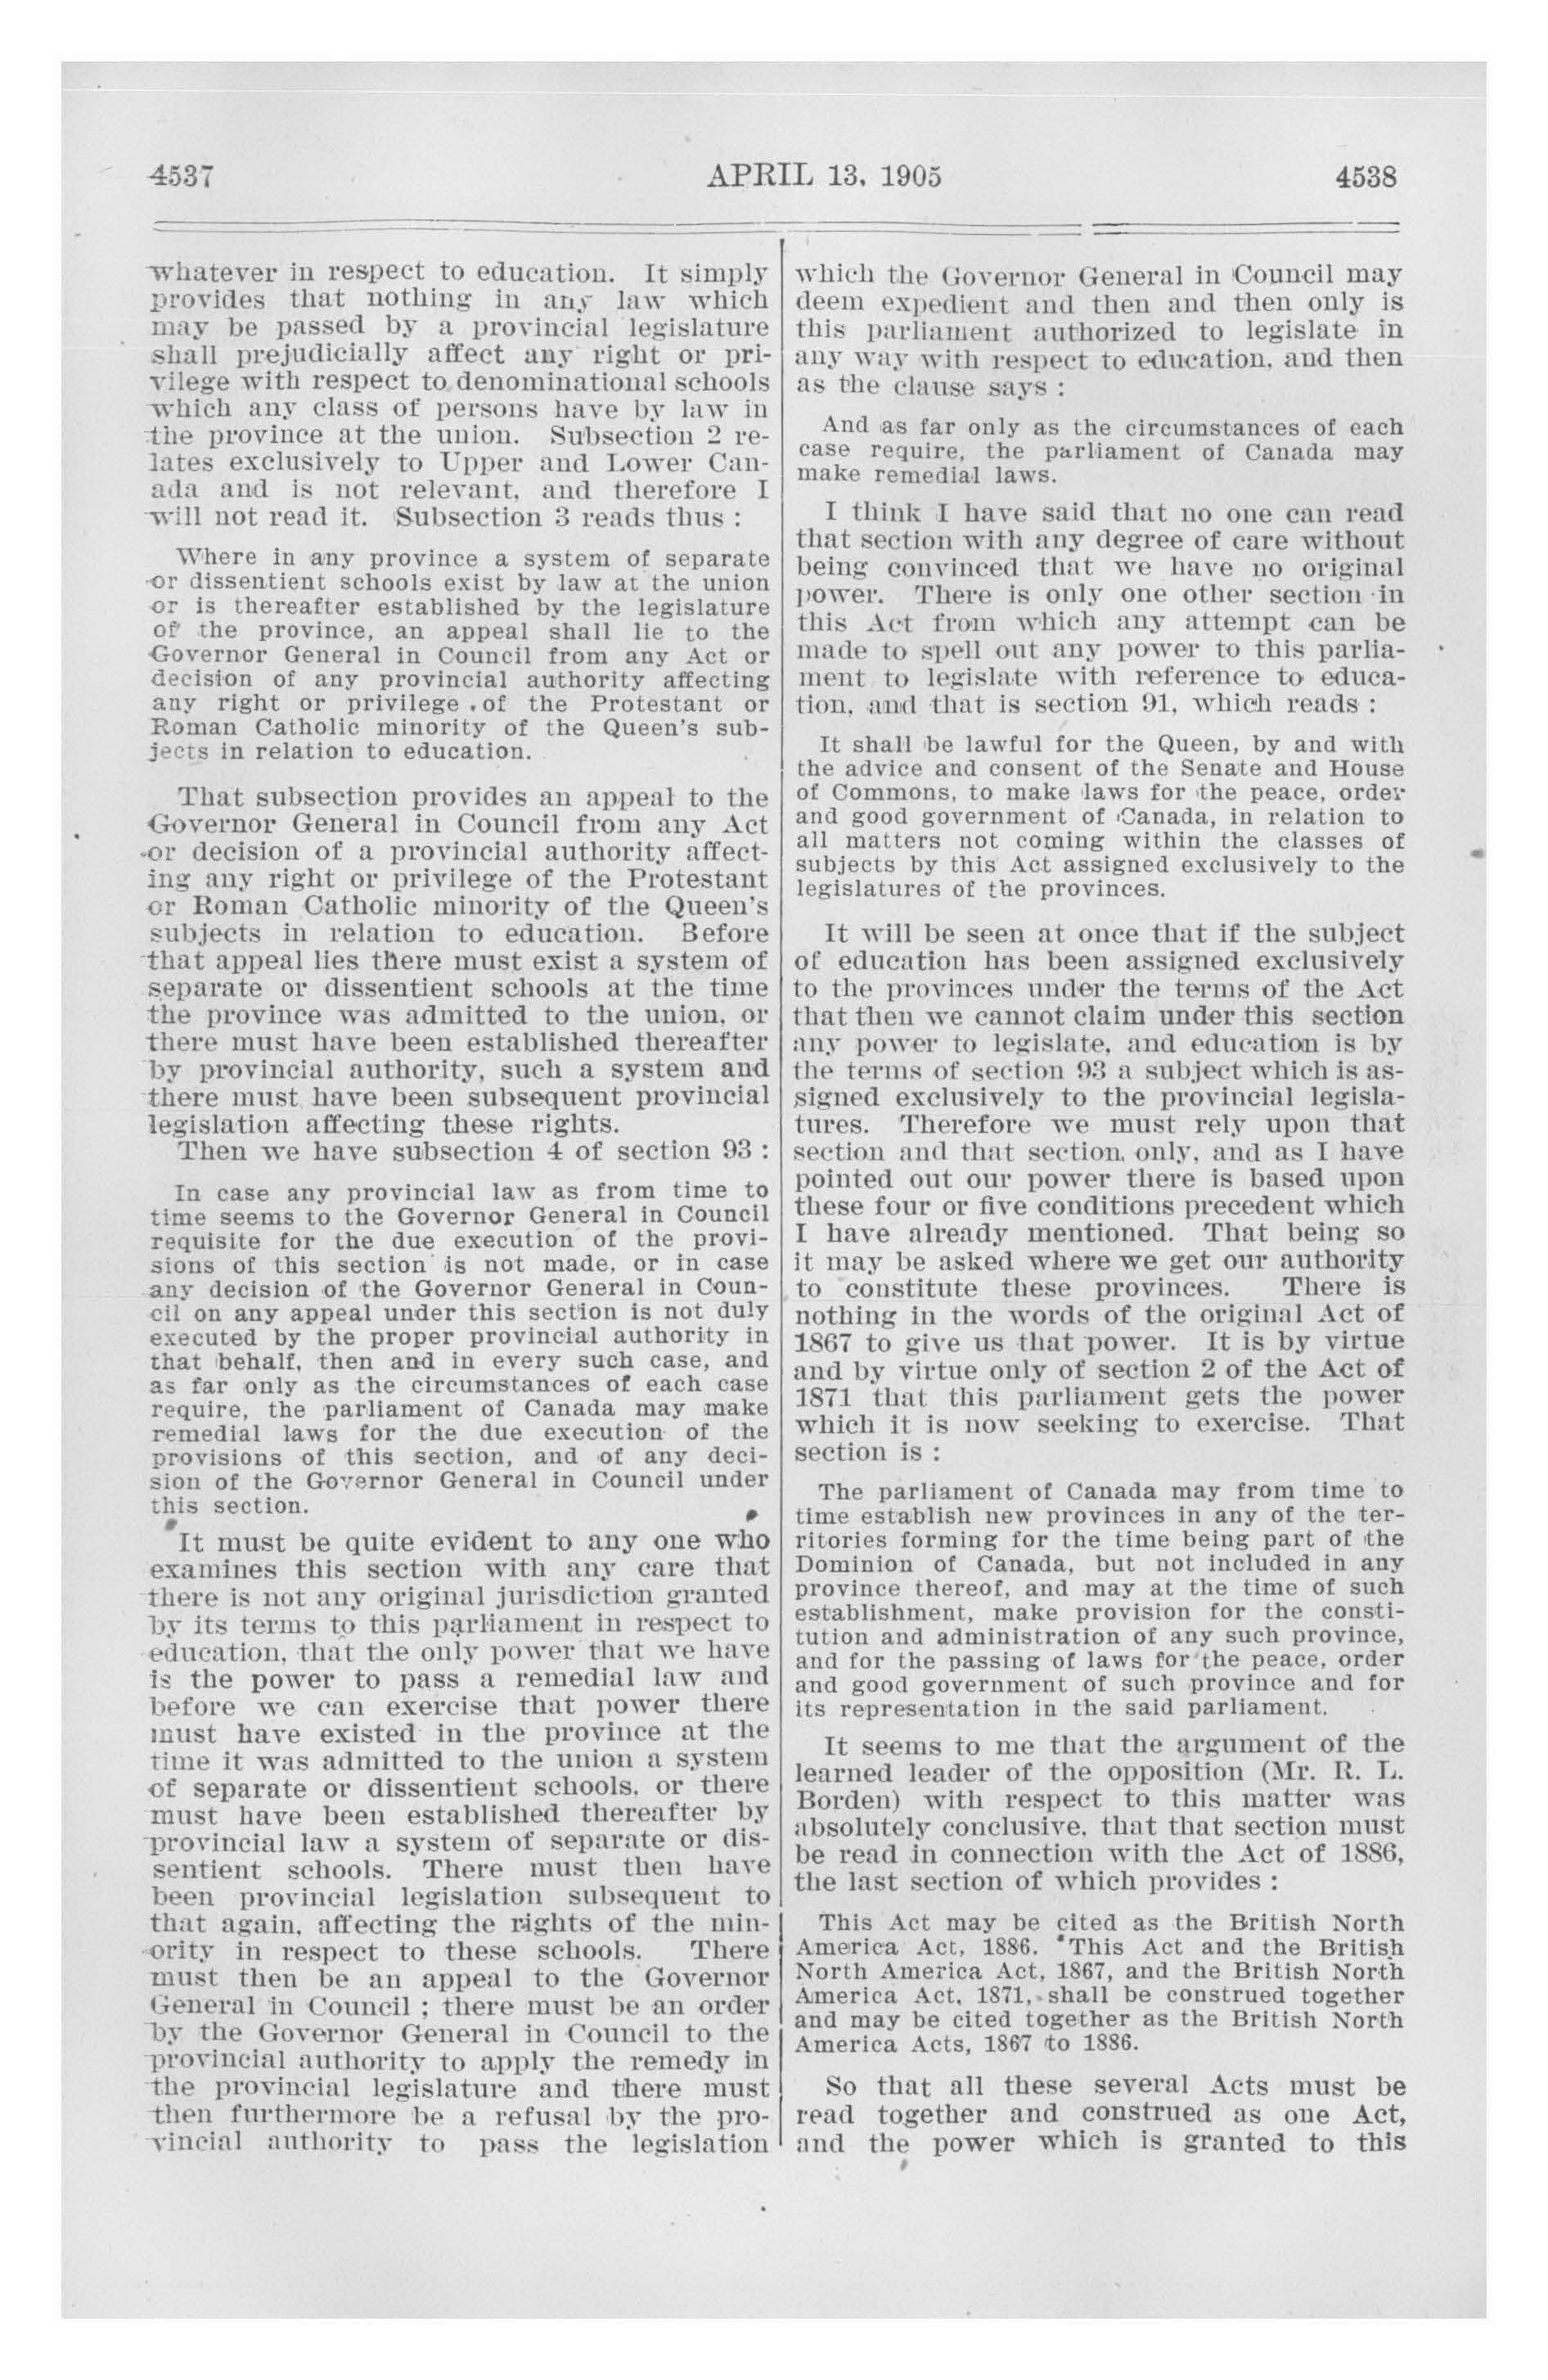 4537 APRIL 13, 1905 4538
whatever in respect to education. It simply
provides that nothing in any law which
may be passed by a provincial legislature
shall prejudicially affect any right or pri-
vilege with respect to denominational schools
which any class of persons have by law in
the province at the union. Subsection 2 re-
lates exclusively to Upper and Lower Can-
ada and is not relevant, and therefore I
will not read it. Subsection 3 reads thus :
Where in any province a system of separate
or dissentient schools exist by law at the union
or is thereafter established by the legislature
of the province, an appeal shall lie to the
Governor General in Council from any Act or
decision of any provincial authority affecting
any right or privilege of the Protestant or
Roman Catholic minority of the Queen's sub-
jects in relation to education.
That subsection provides an appeal to the
Governor General in Council from any Act
or decision of a provincial authority affect-
ing any right or privilege of the Protestant
or Roman Catholic minority of the Queen's
subjects in relation to education. Before
that appeal lies there must exist a system of
separate or dissentient schools at the time
the province was admitted to the union, or
there must have been established thereafter
by provincial authority, such a system and
there must have been subsequent provincial
legislation affecting these rights.
Then we have subsection 4 of section 93 :
In case any provincial law as from time to
time seems to the Governor General in Council
requisite for the due execution of the provi-
sions of this section is not made, or in case
any decision of the Governor General in Coun-
cil on any appeal under this section is not duly
executed by the proper provincial authority in
that behalf, then and in every such case, and
as far only as the circumstances of each case
require, the parliament of Canada may make
remedial laws for the due execution of the
provisions of this section, and of any deci-
sion of the Governor General in Council under
this section.
It must be quite evident to any one who
examines this section with any care that
there is not any original jurisdiction granted
by its terms to this parliament in respect to
education, that the only power that we have
is the power to pass a remedial law and
before we can exercise that power there
must have existed in the province at the
time it was admitted to the union a system
of separate or dissentient schools, or there
must have been established thereafter by
provincial law a system of separate or dis-
sentient schools. There must then have
been provincial legislation subsequent to
that again, affecting the rights of the min-
ority in respect to these schools. There
must then be an appeal to the Governor
General in Council ; there must be an order
by the Governor General in Council to the
provincial authority to apply the remedy in
the provincial legislature and there must
then furthermore be a refusal by the pro-
vincial authority to pass the legislation
which the Governor General in Council may
deem expedient and then and then only is
this parliament authorized to legislate in
any way with respect to education, and then
as the clause says :
And as far only as the circumstances of each
case require, the parliament of Canada may
make remedial laws.
I think I have said that no one can read
that section with any degree of care without
being convinced that we have no original
power. There is only one other section in
this Act from which any attempt can be
made to spell out any power to this parlia-
ment to legislate with reference to educa-
tion, and that is section 91, which reads :
It shall be lawful for the Queen, by and with
the advice and consent of the Senate and House
of Commons, to make laws for the peace, order
and good government of Canada, in relation to
all matters not coming within the classes of
subjects by this Act assigned exclusively to the
legislatures of the provinces.
It will be seen at once that if the subject
of education has been assigned exclusively
to the provinces under the terms of the Act
that then we cannot claim under this section
any power to legislate, and education is by
the terms of section 93 a subject which is as-
signed exclusively to the provincial legisla-
tures. Therefore we must rely upon that
section and that section, only, and as I have
pointed out our power there is based upon
these four or five conditions precedent which
I have already mentioned. That being so
it may be asked where we get our authority
to constitute these provinces. There is
nothing in the words of the original Act of
1867 to give us that power. It is by virtue
and by virtue only of section 2 of the Act of
1871 that this parliament gets the power
which it is now seeking to exercise. That
section is :
The parliament of Canada may from time to
time establish new provinces in any of the ter-
ritories forming for the time being part of the
Dominion of Canada, but not included in any
province thereof, and may at the time of such
establishment, make provision for the consti-
tution and administration of any such province,
and for the passing of laws for the peace, order
and good government of such province and for
its representation in the said parliament.
It seems to me that the argument of the
learned leader of the opposition (Mr. R. L.
Borden) with respect to this matter was
absolutely conclusive, that that section must
be read in connection with the Act of 1886,
the last section of which provides :
This Act may be cited as the British North
America Act, 1886. This Act and the British
North America Act, 1867, and the British North
America Act, 1871, shall be construed together
and may be cited together as the British North
America Acts, 1867 to 1886.
So that all these several Acts must be
read together and construed as one Act,
and the power which is granted to this